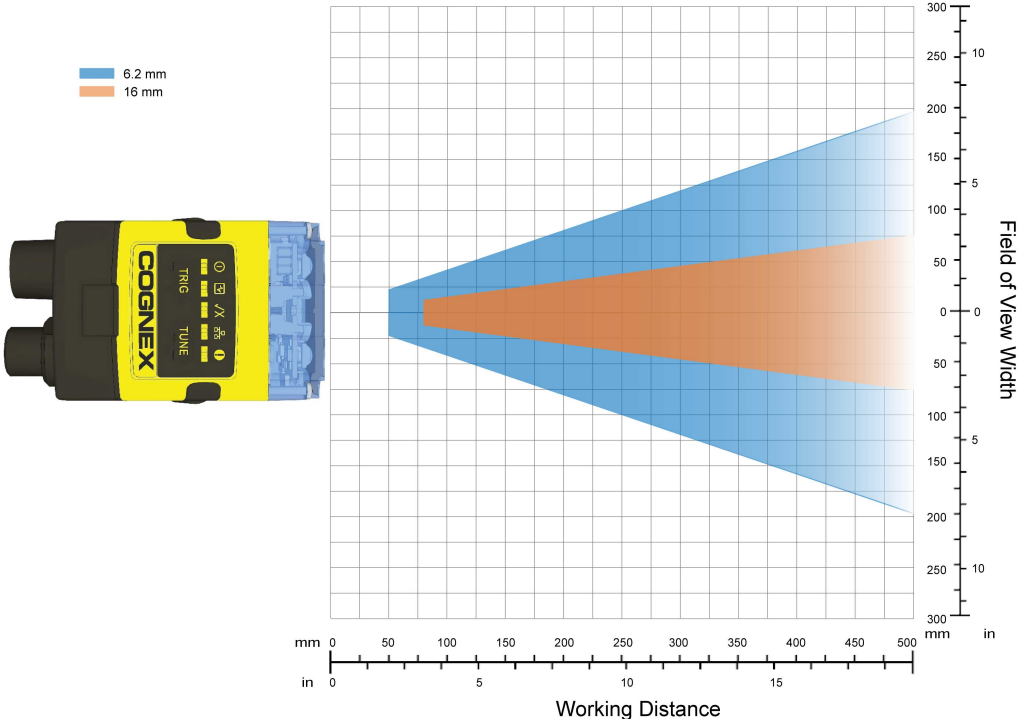 6.2 mm
16 mm
COGNEX
TRIG
TUNE
300
250
200
150
100
50
0
50
100
150
200
250
300
mm
10
5
0
5
10
in
Field of View Width
mm 0 50 100 150 200 250 300 350 400 450 500
in 0 5 10 15
Working Distance